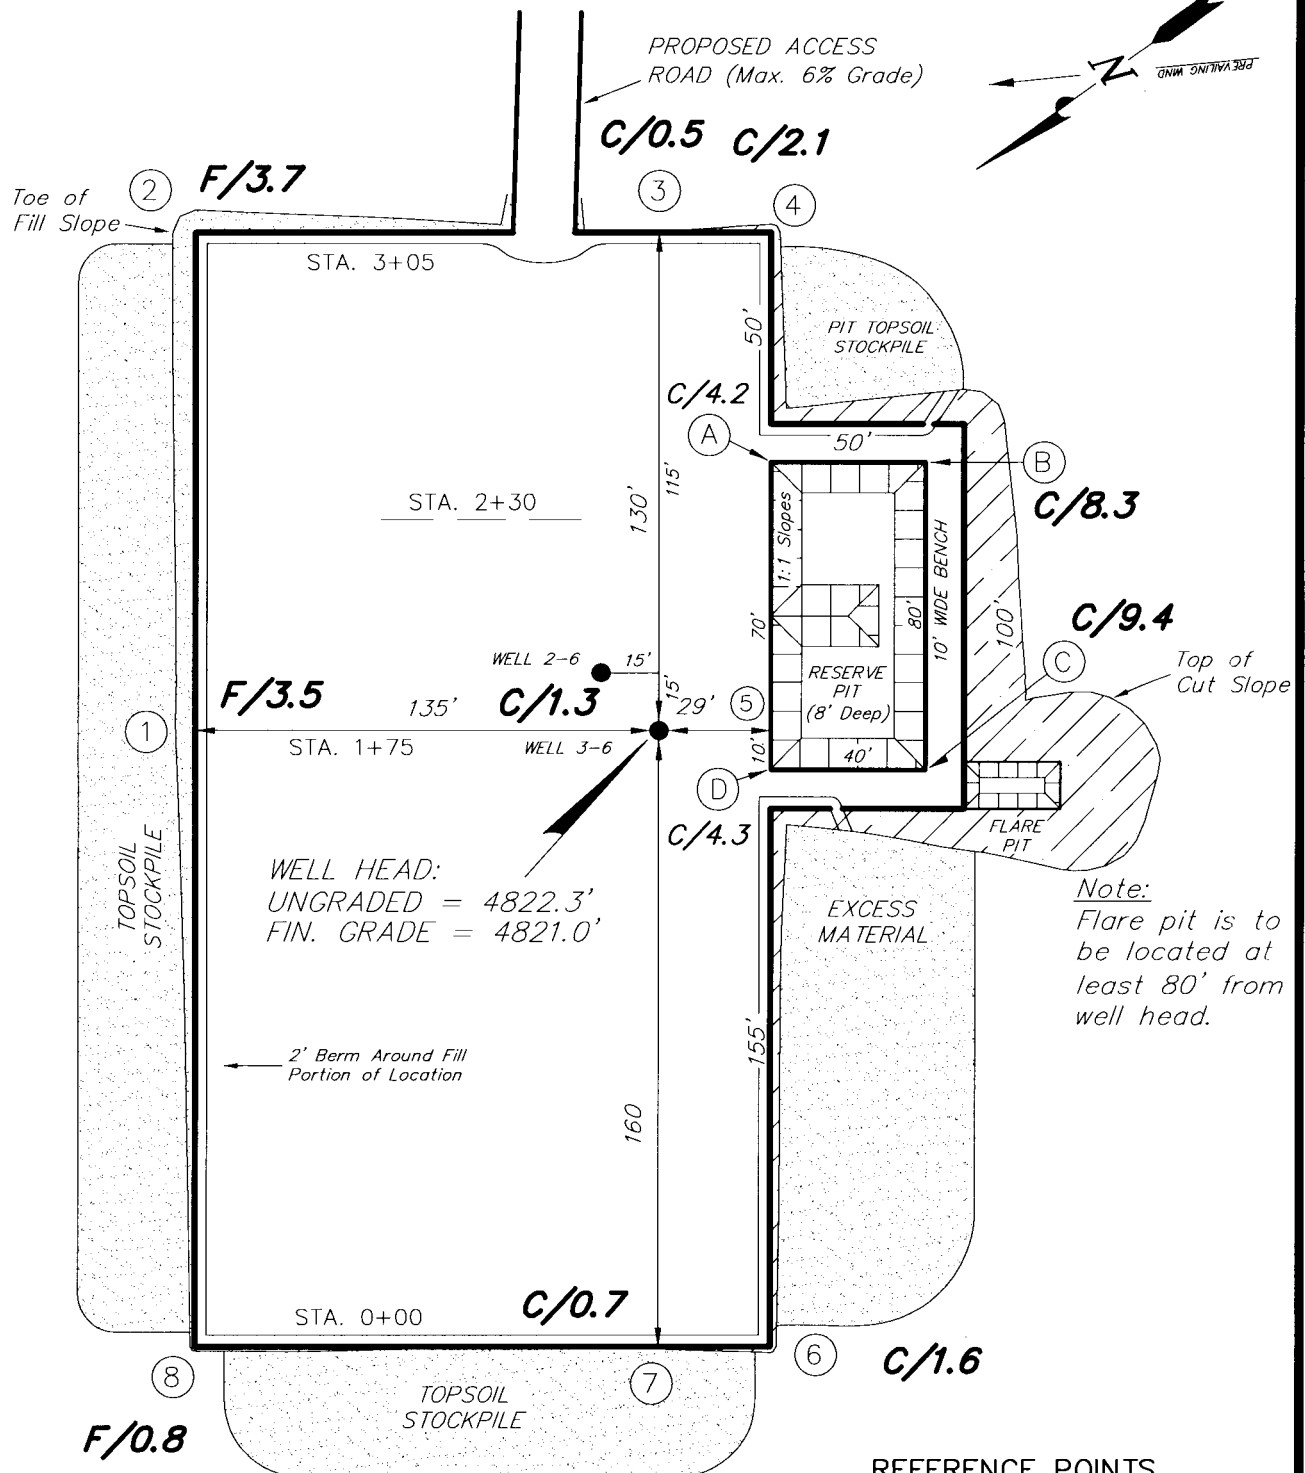 PROPOSED ACCESS
ROAD (Max. 6% Grade)
N
PREVAILING WIND
C/0.5
C/2.1
F/3.7
2
3
4
Toe of
Fill Slope
STA. 3+05
50'
PIT TOPSOIL
STOCKPILE
C/4.2
A
50'
B
C/8.3
STA. 2+30
130'
115'
1:1 Slopes
10' WIDE BENCH
80'
70'
100'
C/9.4
C
Top of
Cut Slope
WELL 2-6
15'
15'
RESERVE
PIT
(8' Deep)
F/3.5
135'
C/1.3
29'
5
1
STA. 1+75
WELL 3-6
10'
40'
D
C/4.3
FLARE
PIT
TOPSOIL
STOCKPILE
WELL HEAD:
UNGRADED = 4822.3'
FIN. GRADE = 4821.0'
EXCESS
MATERIAL
Note:
Flare pit is to
be located at
least 80' from
well head.
2' Berm Around Fill
Portion of Location
155'
160
STA. 0+00
C/0.7
8
7
6
C/1.6
F/0.8
TOPSOIL
STOCKPILE
REFERENCE POINTS